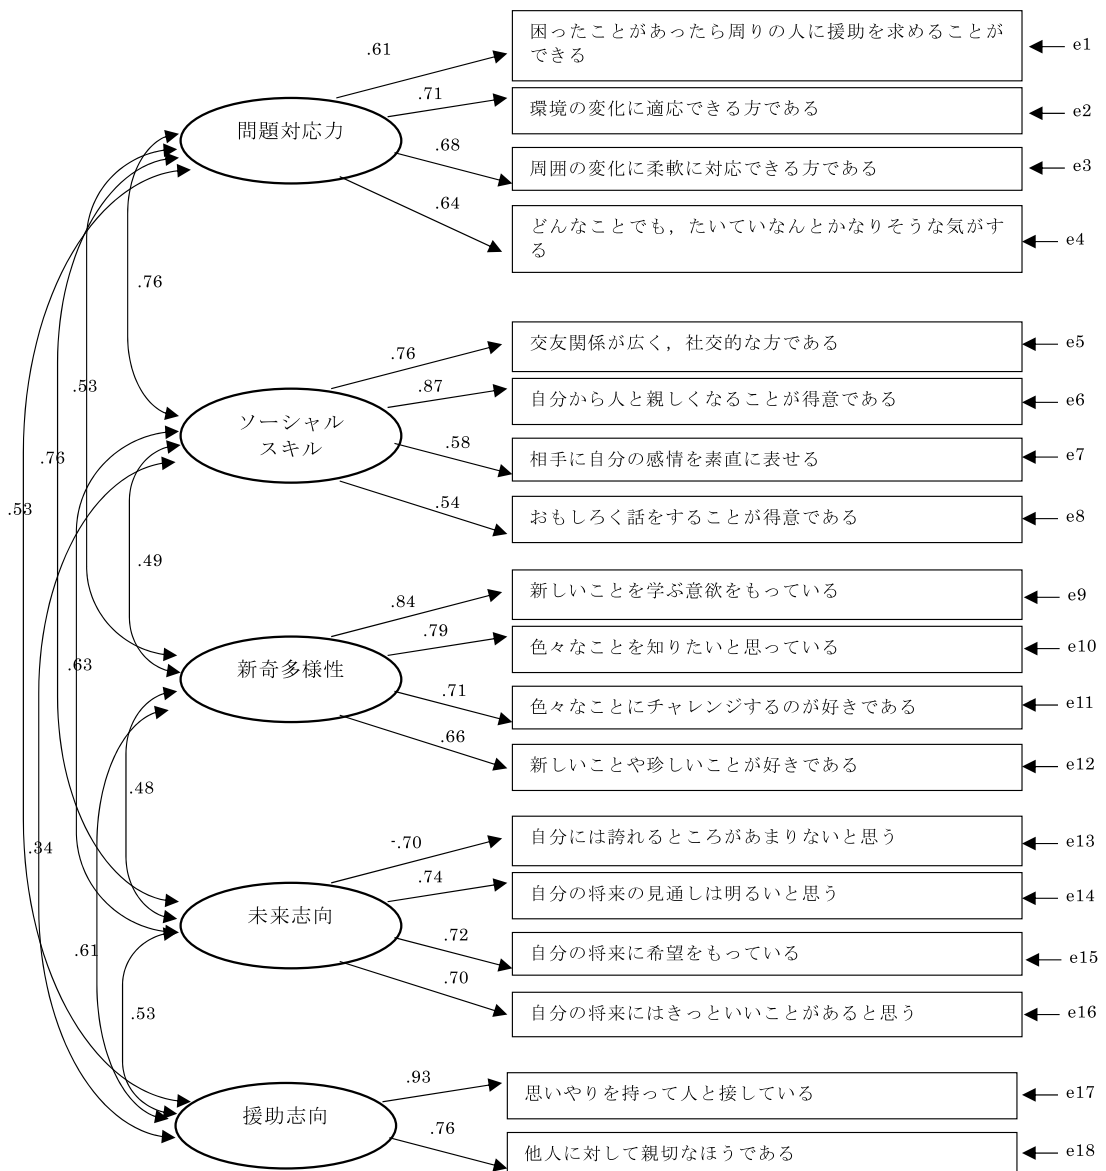 .61
困ったことがあったら周りの人に援助を求めることが
できる
e1
.71
環境の変化に適応できる方である
e2
問題対応力
.68
周囲の変化に柔軟に対応できる方である
e3
.64
どんなことでも，たいていなんとかなりそうな気がす
る
e4
.76
.76
交友関係が広く，社交的な方である
e5
.53
.87
自分から人と親しくなることが得意である
e6
ソーシャル
スキル
.58
相手に自分の感情を素直に表せる
e7
.76
.54
おもしろく話をすることが得意である
e8
.53
.49
.84
新しいことを学ぶ意欲をもっている
e9
.79
色々なことを知りたいと思っている
e10
.63
新奇多様性
.71
色々なことにチャレンジするのが好きである
e11
.66
新しいことや珍しいことが好きである
e12
.48
-.70
自分には誇れるところがあまりないと思う
e13
.34
.74
自分の将来の見通しは明るいと思う
e14
未来志向
.72
自分の将来に希望をもっている
e15
.61
.70
自分の将来にはきっといいことがあると思う
e16
.53
.93
思いやりを持って人と接している
e17
援助志向
.76
他人に対して親切なほうである
e18